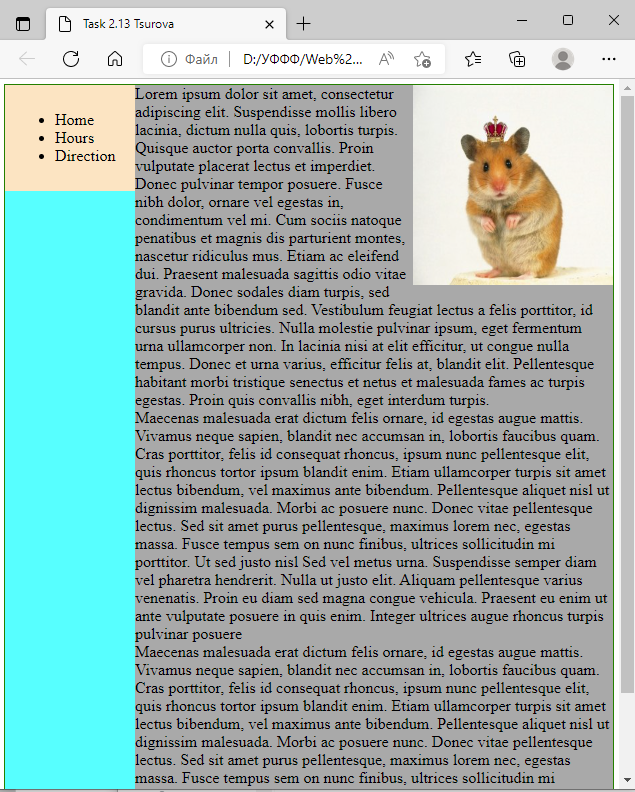 Task 2.13 Tsurova
Файл
D:/УФФФ/Web%2...
Home
Hours
Direction
Lorem ipsum dolor sit amet, consectetur
adipiscing elit. Suspendisse mollis libero
lacinia, dictum nulla quis, lobortis turpis.
Quisque auctor porta convallis. Proin
vulputate placerat lectus et imperdiet.
Donec pulvinar tempor posuere. Fusce
nibh dolor, ornare vel egestas in,
condimentum vel mi. Cum sociis natoque
penatibus et magnis dis parturient montes,
nascetur ridiculus mus. Etiam ac eleifend
dui. Praesent malesuada sagittis odio vitae
gravida. Donec sodales diam turpis, sed
blandit ante bibendum sed. Vestibulum feugiat lectus a felis porttitor, id
cursus purus ultricies. Nulla molestie pulvinar ipsum, eget fermentum
urna ullamcorper non. In lacinia nisi at elit efficitur, ut congue nulla
tempus. Donec et urna varius, efficitur felis at, blandit elit. Pellentesque
habitant morbi tristique senectus et netus et malesuada fames ac turpis
egestas. Proin quis convallis nibh, eget interdum turpis.
Maecenas malesuada erat dictum felis ornare, id egestas augue mattis.
Vivamus neque sapien, blandit nec accumsan in, lobortis faucibus quam.
Cras porttitor, felis id consequat rhoncus, ipsum nunc pellentesque elit,
quis rhoncus tortor ipsum blandit enim. Etiam ullamcorper turpis sit amet
lectus bibendum, vel maximus ante bibendum. Pellentesque aliquet nisl ut
dignissim malesuada. Morbi ac posuere nunc. Donec vitae pellentesque
lectus. Sed sit amet purus pellentesque, maximus lorem nec, egestas
massa. Fusce tempus sem on nunc finibus, ultrices sollicitudin mi
porttitor. Ut sed justo nisl Sed vel metus urna. Suspendisse semper diam
vel pharetra hendrerit. Nulla ut justo elit. Aliquam pellentesque varius
venenatis. Proin eu diam sed magna congue vehicula. Praesent eu enim ut
ante vulputate posuere in quis enim. Integer ultrices augue rhoncus turpis
pulvinar posuere
Maecenas malesuada erat dictum felis ornare, id egestas augue mattis.
Vivamus neque sapien, blandit nec accumsan in, lobortis faucibus quam.
Cras porttitor, felis id consequat rhoncus, ipsum nunc pellentesque elit,
quis rhoncus tortor ipsum blandit enim. Etiam ullamcorper turpis sit amet
lectus bibendum, vel maximus ante bibendum. Pellentesque aliquet nisl ut
dignissim malesuada. Morbi ac posuere nunc. Donec vitae pellentesque
lectus. Sed sit amet purus pellentesque, maximus lorem nec, egestas
massa. Fusce tempus sem on nunc finibus, ultrices sollicitudin mi